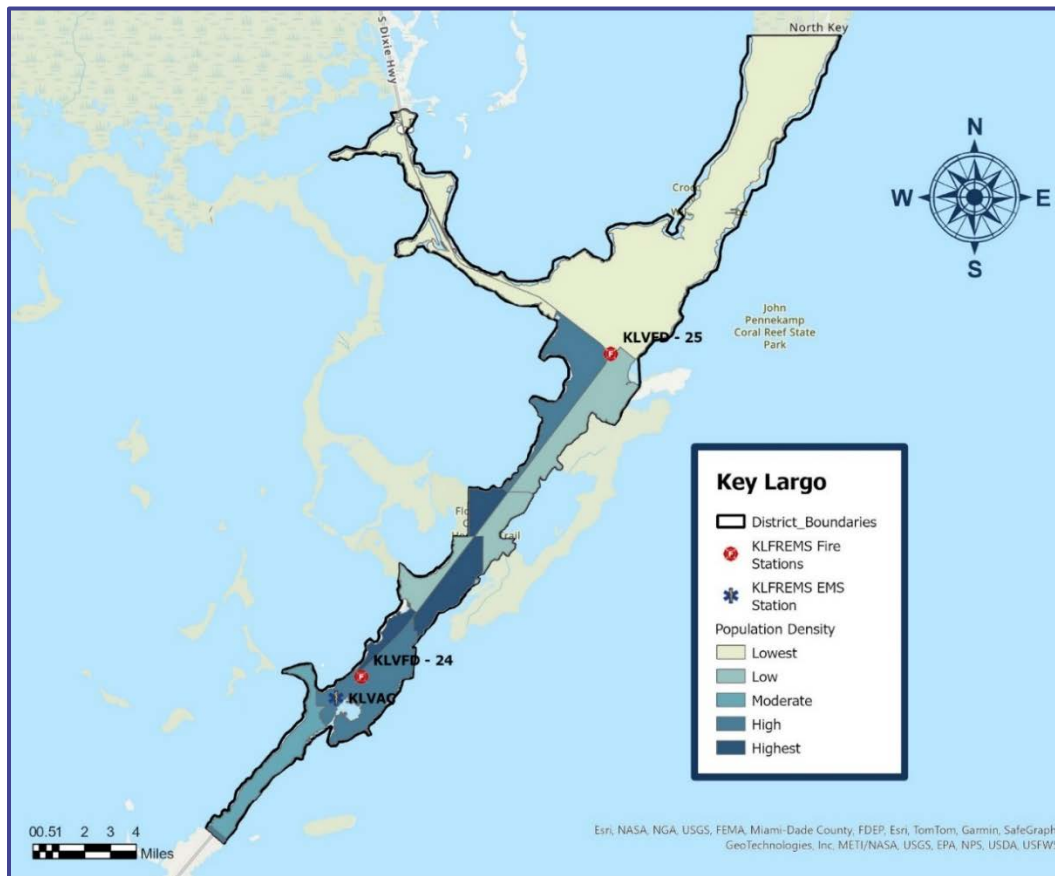 North Key
S Dixie Hwy
N
W
E
S
Croc
John
Pennekamp
Coral Reef State
Park
KLVFD - 25
Flo
rail
KLVFD - 24
KLVAC
Key Largo
District_Boundaries
KLFREMS Fire
Stations
KLFREMS EMS
Station
Population Density
Lowest
Low
Moderate
High
Highest
00.51 2 3 4
Miles
Esri, NASA, NGA, USGS, FEMA, Miami-Dade County, FDEP, Esri, TomTom, Garmin, SafeGraph
GeoTechnologies, Inc, METI/NASA, USGS, EPA, NPS, USDA, USFWS